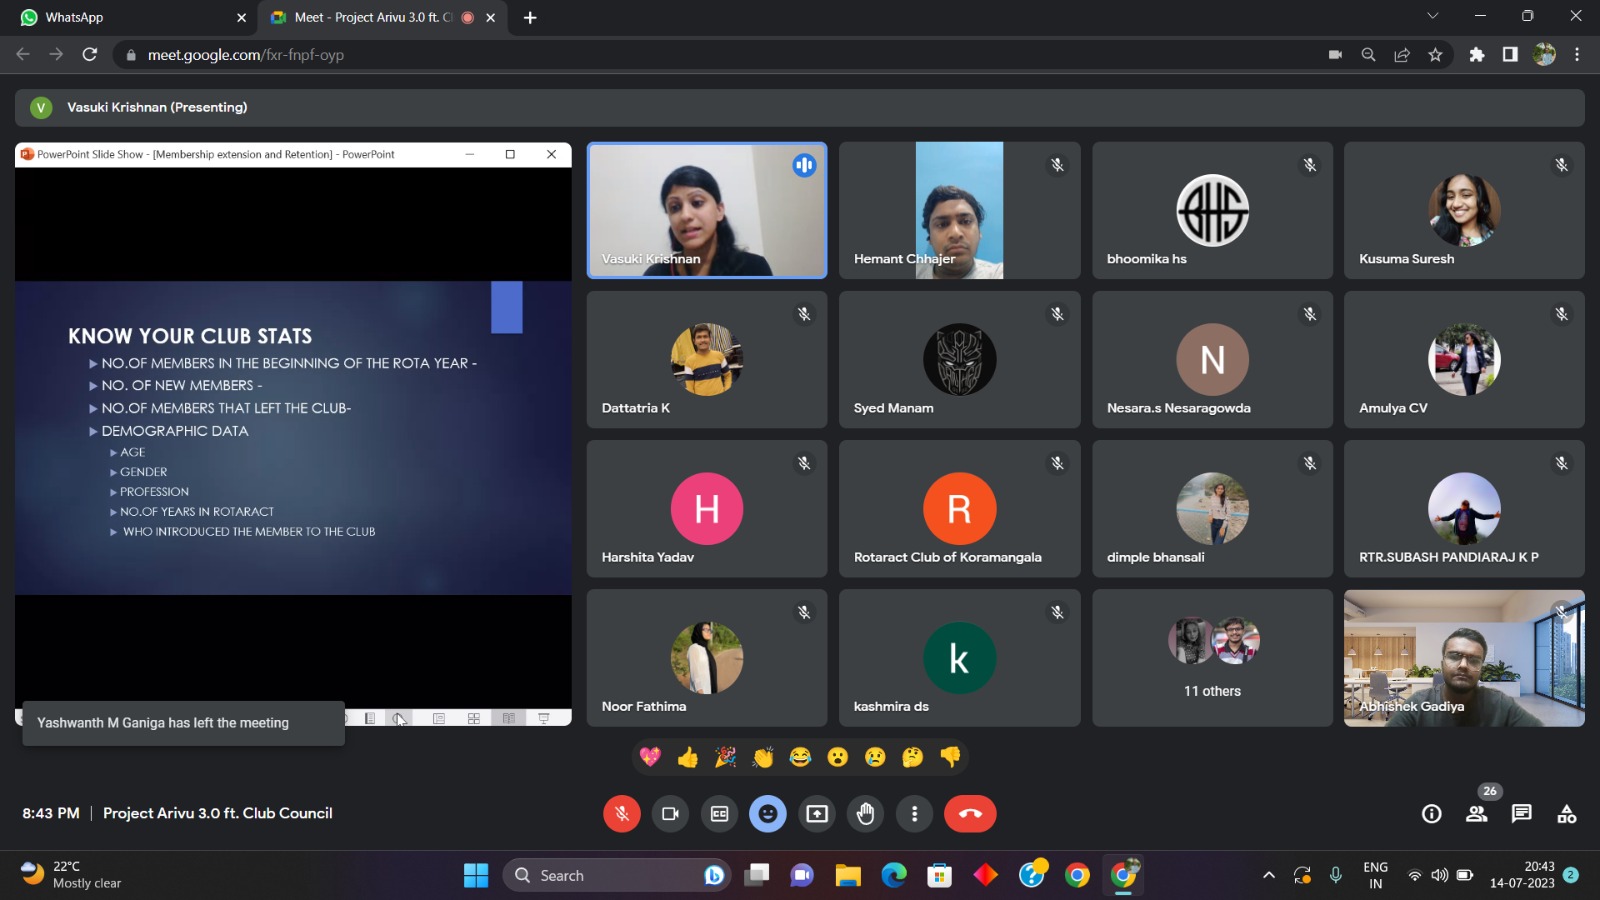 WhatsApp
Meet - Project Arivu 3.0 ft. Cl
meet.google.com/fxr-fnpf-oyp
V
Vasuki Krishnan (Presenting)
PowerPoint Slide Show - [Membership extension and Retention] - PowerPoint
KNOW YOUR CLUB STATS
NO.OF MEMBERS IN THE BEGINNING OF THE ROTA YEAR -
NO. OF NEW MEMBERS -
NO.OF MEMBERS THAT LEFT THE CLUB-
DEMOGRAPHIC DATA
AGE
GENDER
PROFESSION
NO.OF YEARS IN ROTARACT
WHO INTRODUCED THE MEMBER TO THE CLUB
Yashwanth M Ganiga has left the meeting
Vasuki Krishnan
Hemant Chhajer
BHS
bhoomika hs
Kusuma Suresh
Dattatria K
Syed Manam
N
Nesara.s Nesaragowda
Amulya CV
H
Harshita Yadav
R
Rotaract Club of Koramangala
dimple bhansali
RTR.SUBASH PANDIARAJ K P
Noor Fathima
k
kashmira ds
11 others
Abhishek Gadiya
8:43 PM | Project Arivu 3.0 ft. Club Council
26
22°C
Mostly clear
Search
ENG
IN
20:43
14-07-2023
2